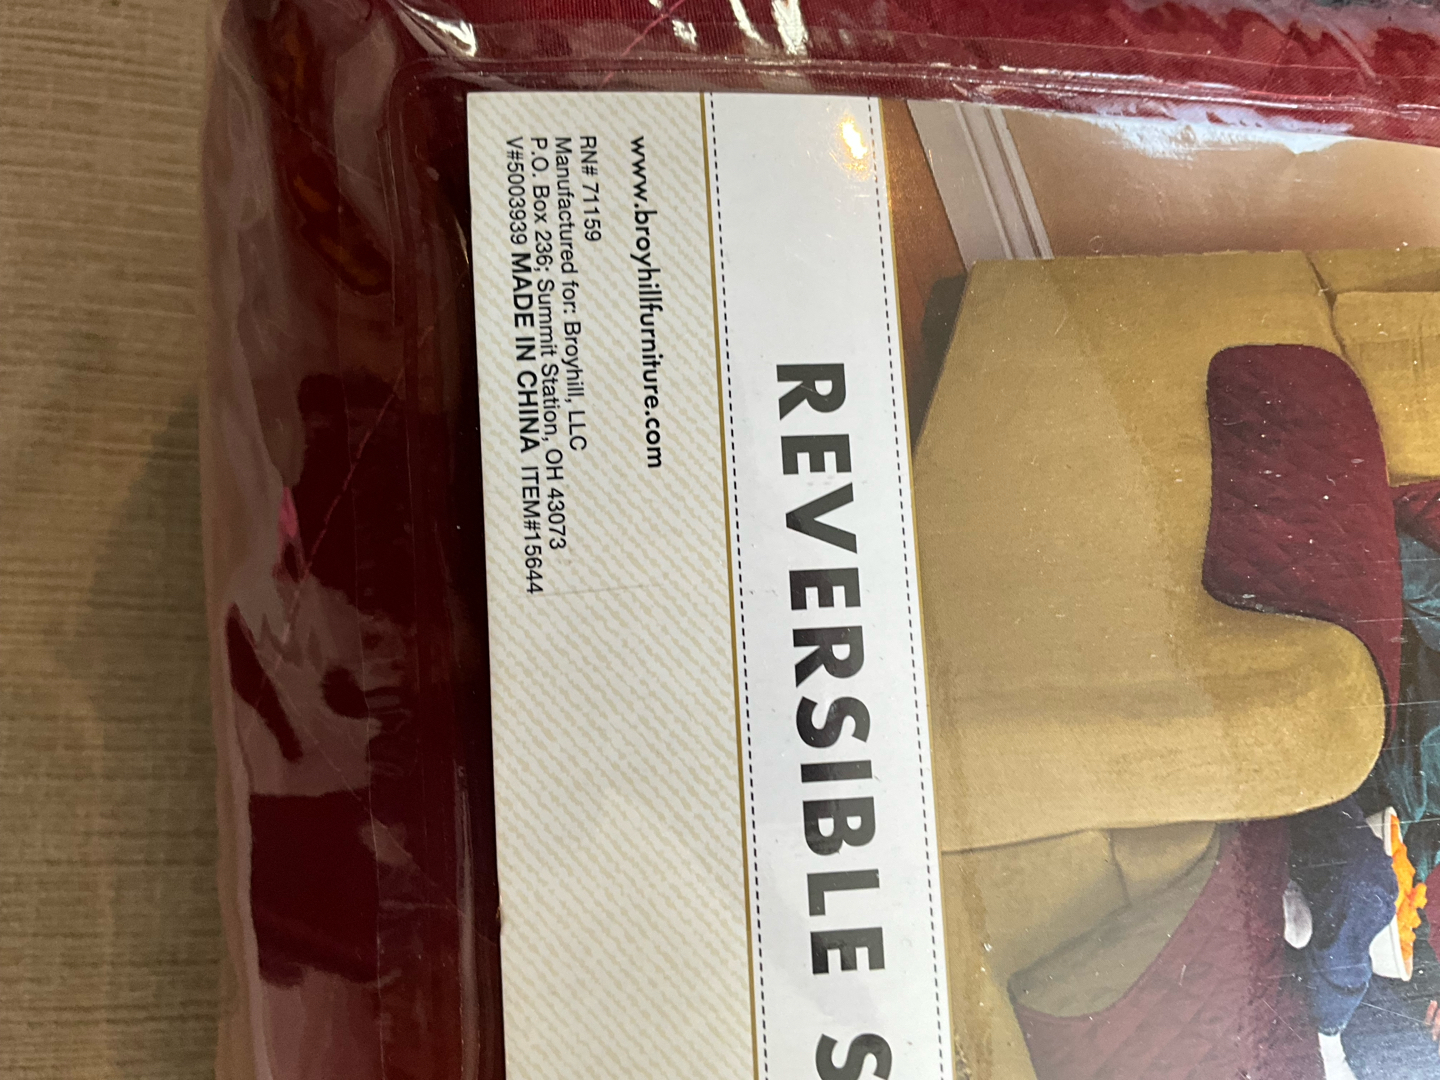 REVERSIBLE S
www.broyhillfurniture.com
RN# 71159
Manufactured for: Broyhill, LLC
P.O. Box 236; Summit Station, OH 43073
V#5003939 MADE IN CHINA ITEM#15644